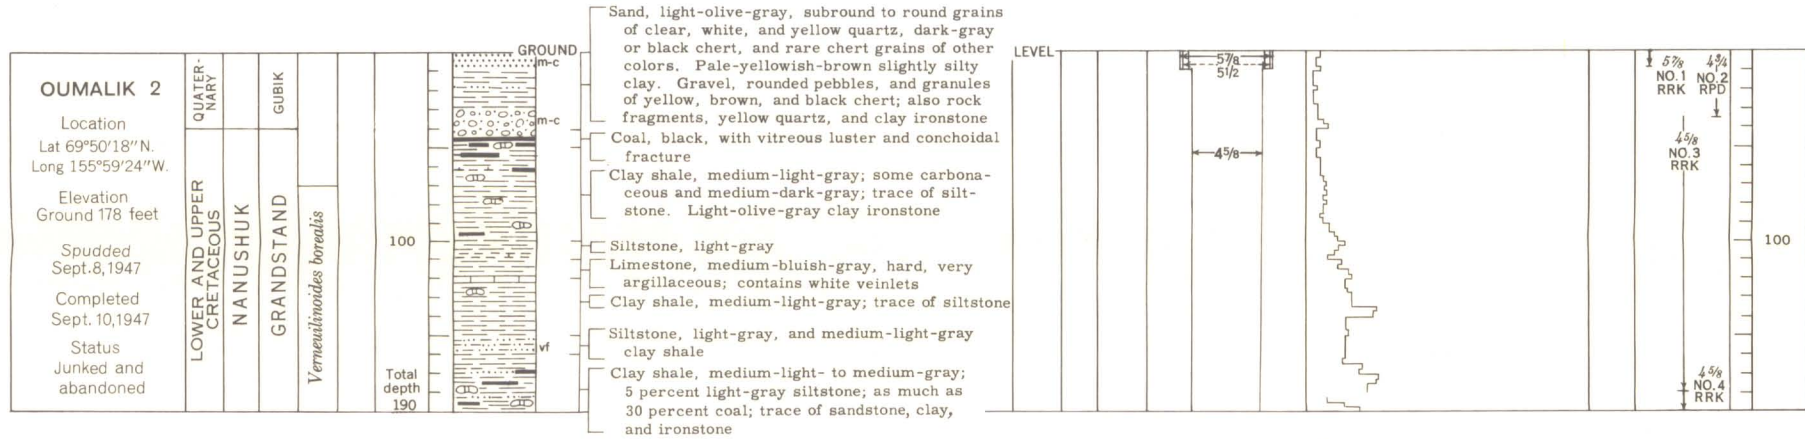 OUMALIK 2
Location
Lat 69°50'18"N.
Long 155°59'24"W.
Elevation
Ground 178 feet
Spudded
Sept.8,1947
Completed
Sept. 10,1947
Status
Junked and
abandoned
QUATER-
NARY
LOWER AND UPPER
CRETACEOUS
NANUSHUK
GUBIK
GRANDSTAND
Verneuilinoides borealis
100
Total
depth
190
GROUND
m-c
m-c
vf
Sand, light-olive-gray, subround to round grains
of clear, white, and yellow quartz, dark-gray
or black chert, and rare chert grains of other
colors. Pale-yellowish-brown slightly silty
clay. Gravel, rounded pebbles, and granules
of yellow, brown, and black chert; also rock
fragments, yellow quartz, and clay ironstone
Coal, black, with vitreous luster and conchoidal
fracture
Clay shale, medium-light-gray; some carbona-
ceous and medium-dark-gray; trace of silt-
stone. Light-olive-gray clay ironstone
Siltstone, light-gray
Limestone, medium-bluish-gray, hard, very
argillaceous; contains white veinlets
Clay shale, medium-light-gray; trace of siltstone
Siltstone, light-gray, and medium-light-gray
clay shale
Clay shale, medium-light- to medium-gray;
5 percent light-gray siltstone; as much as
30 percent coal; trace of sandstone, clay,
and ironstone
LEVEL
5⅞
5½
4⅝
5⅞
NO.1
RRK
4¾
NO.2
RPD
4⅝
NO.3
RRK
4⅝
NO.4
RRK
100